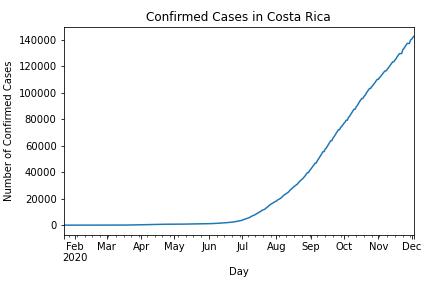 Confirmed Cases in Costa Rica
140000
120000
100000
80000
60000
40000
20000
0
Number of Confirmed Cases
Feb Mar Apr May Jun Jul Aug Sep Oct Nov Dec
2020
Day